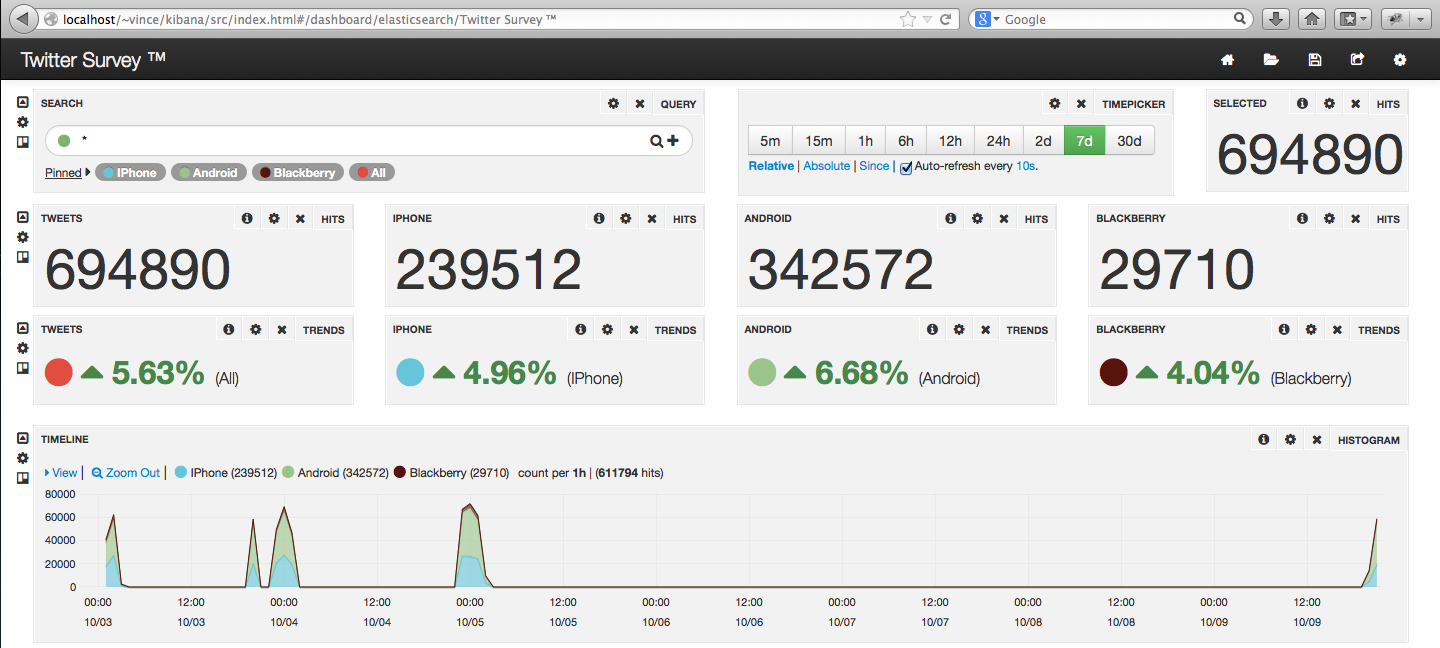 localhost/~vince/kibana/src/index.html#/dashboard/elasticsearch/Twitter Survey ™
Google
Twitter Survey ™
SEARCH QUERY
*
Pinned IPhone Android Blackberry All
TIMEPICKER
5m 15m 1h 6h 12h 24h 2d 7d 30d
Relative | Absolute | Since | Auto-refresh every 10s.
SELECTED HITS
694890
TWEETS HITS
694890
IPHONE HITS
239512
ANDROID HITS
342572
BLACKBERRY HITS
29710
TWEETS TRENDS
5.63% (All)
IPHONE TRENDS
4.96% (IPhone)
ANDROID TRENDS
6.68% (Android)
BLACKBERRY TRENDS
4.04% (Blackberry)
TIMELINE HISTOGRAM
View | Zoom Out | IPhone (239512) Android (342572) Blackberry (29710) count per 1h | (611794 hits)
80000
60000
40000
20000
0
00:00 12:00 00:00 12:00 00:00 12:00 00:00 12:00 00:00 12:00 00:00 12:00 00:00 12:00
10/03 10/03 10/04 10/04 10/05 10/05 10/06 10/06 10/07 10/07 10/08 10/08 10/09 10/09